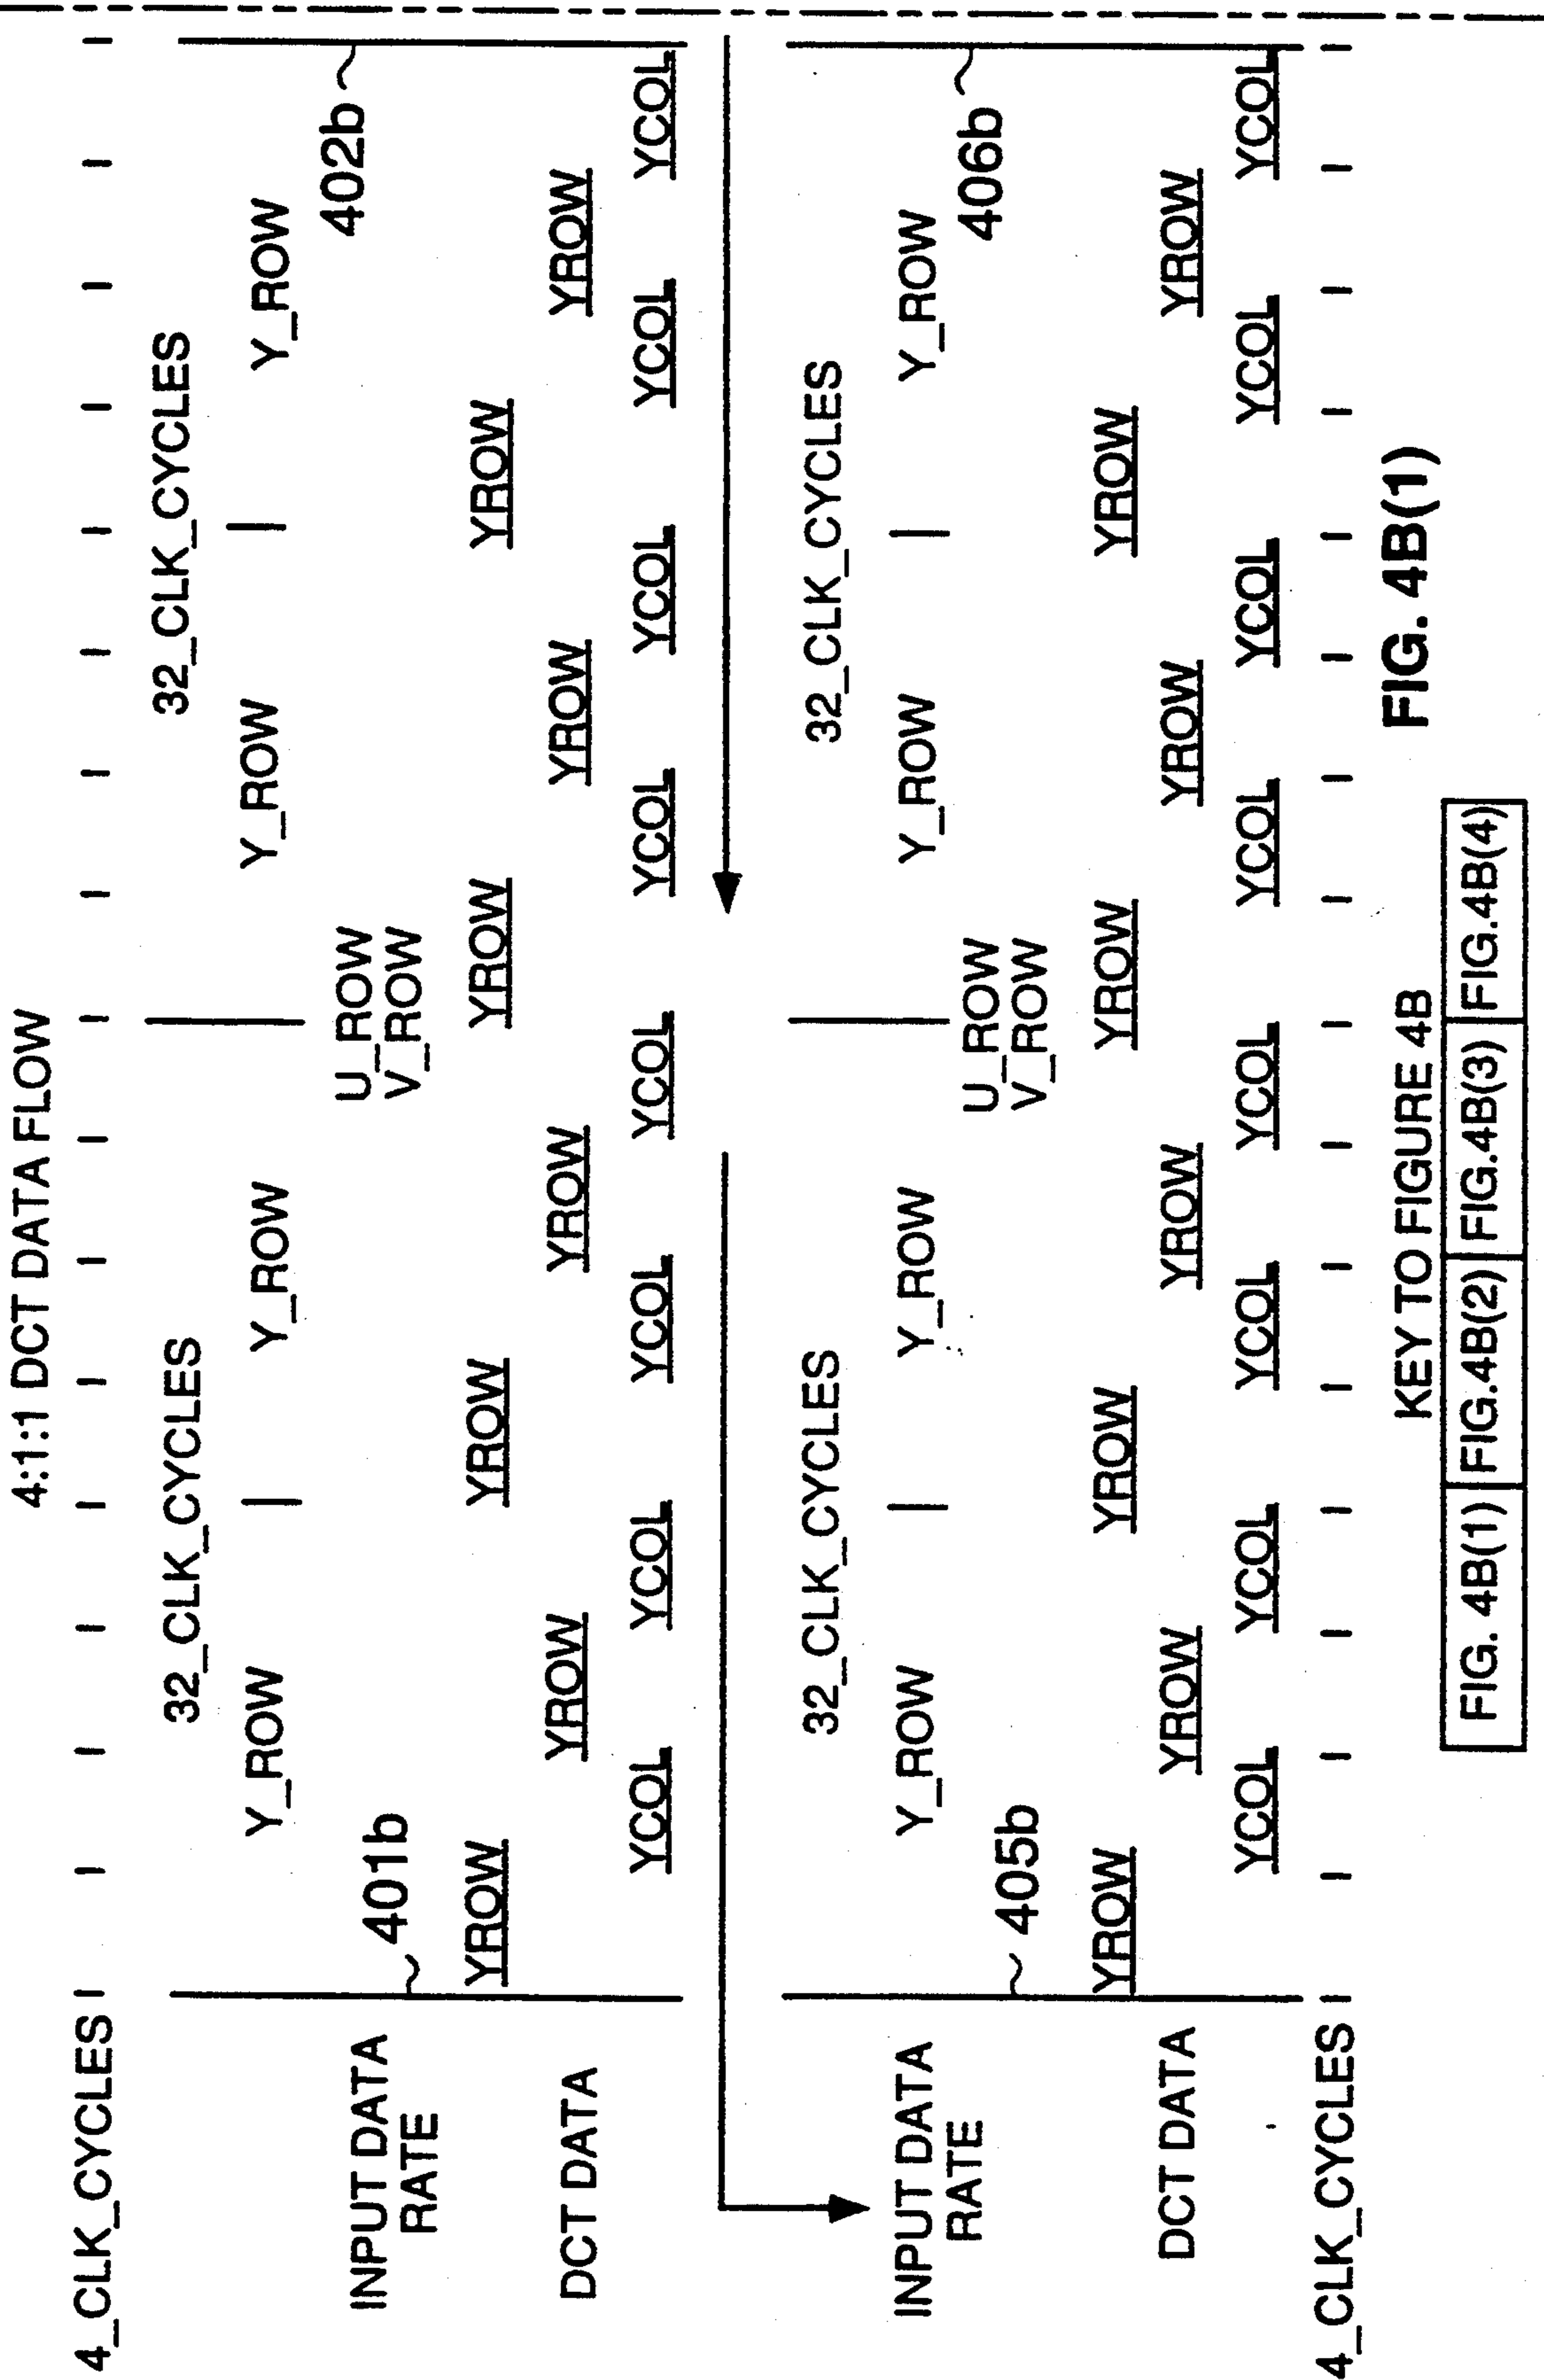 4:1:1 DCT DATA FLOW
4_CLK_CYCLES
32_CLK_CYCLES 32_CLK_CYCLES
Y_ROW Y_ROW Y_ROW Y_ROW
INPUT DATA
RATE
401b
U_ROW
V_ROW
402b
YROW YROW YROW YROW
DCT DATA
YROW YROW YROW YROW
YCOL YCOL YCOL YCOL YCOL YCOL YCOL YCOL
32_CLK_CYCLES 32_CLK_CYCLES
INPUT DATA
RATE
Y_ROW Y_ROW Y_ROW Y_ROW
405b
U_ROW
V_ROW
406b
YROW YROW YROW YROW
DCT DATA
YROW YROW YROW YROW
YCOL YCOL YCOL YCOL YCOL YCOL YCOL YCOL
4_CLK_CYCLES
KEY TO FIGURE 4B
FIG. 4B(1) FIG.4B(2) FIG.4B(3) FIG.4B(4)
FIG. 4B(1)